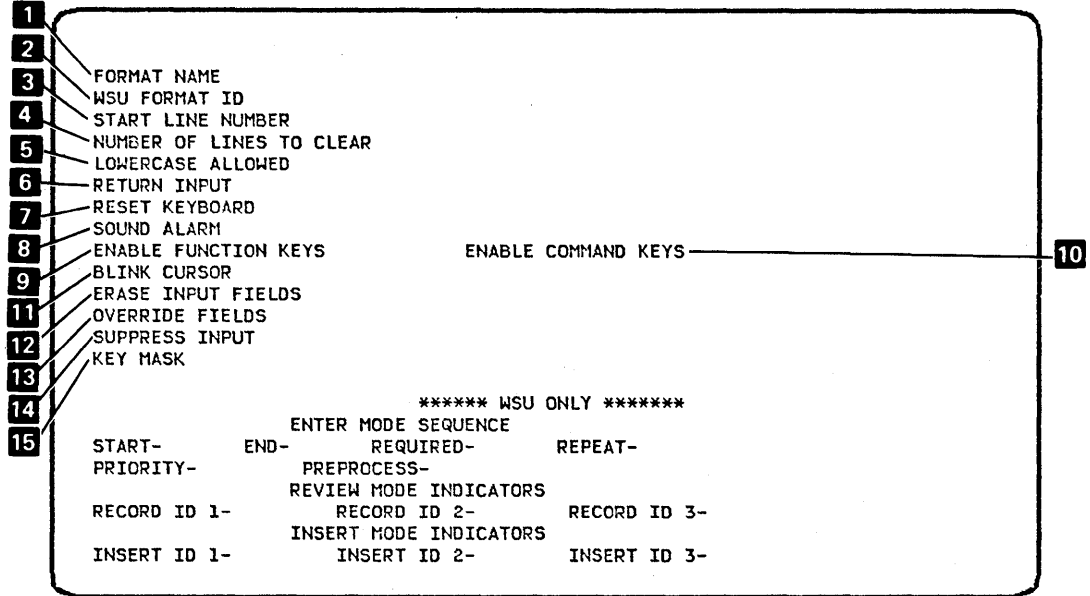 1
2
3 FORMAT NAME
WSU FORMAT ID
4 START LINE NUMBER
5 NUMBER OF LINES TO CLEAR
LOWERCASE ALLOWED
6 RETURN INPUT
7 RESET KEYBOARD
8 SOUND ALARM
9 ENABLE FUNCTION KEYS ENABLE COMMAND KEYS 10
BLINK CURSOR
11 ERASE INPUT FIELDS
12 OVERRIDE FIELDS
SUPPRESS INPUT
13 KEY MASK
14 ****** WSU ONLY *******
ENTER MODE SEQUENCE
15 START- END- REQUIRED- REPEAT-
PRIORITY- PREPROCESS-
REVIEW MODE INDICATORS
RECORD ID 1- RECORD ID 2- RECORD ID 3-
INSERT MODE INDICATORS
INSERT ID 1- INSERT ID 2- INSERT ID 3-